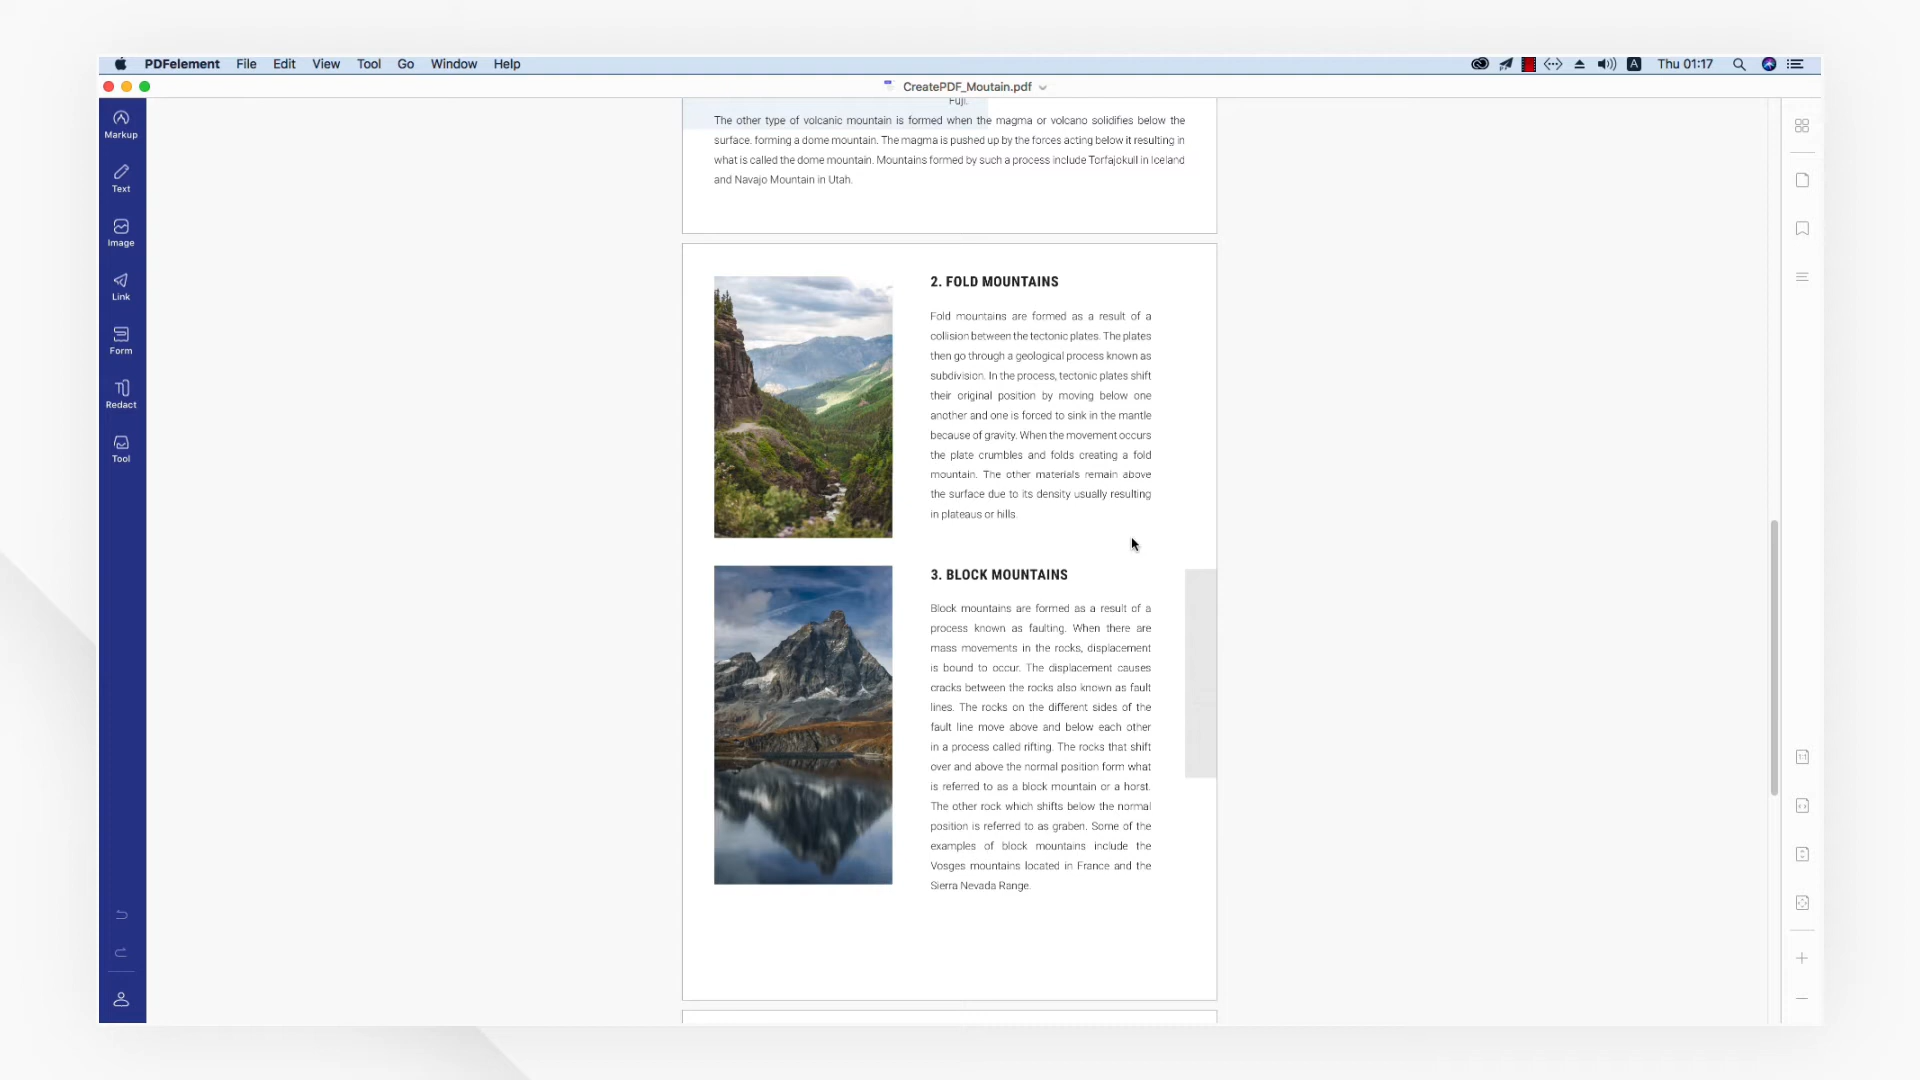 PDFelement File Edit View Tool Go Window Help
A Thu 01:17
CreatePDF_Moutain.pdf
Markup
Text
Image
Link
Form
Redact
Tool
Fuji.
The other type of volcanic mountain is formed when the magma or volcano solidifies below the
surface. forming a dome mountain. The magma is pushed up by the forces acting below it resulting in
what is called the dome mountain. Mountains formed by such a process include Torfajokull in Iceland
and Navajo Mountain in Utah.
2. FOLD MOUNTAINS
Fold mountains are formed as a result of a
collision between the tectonic plates. The plates
then go through a geological process known as
subdivision. In the process, tectonic plates shift
their original position by moving below one
another and one is forced to sink in the mantle
because of gravity. When the movement occurs
the plate crumbles and folds creating a fold
mountain. The other materials remain above
the surface due to its density usually resulting
in plateaus or hills.
3. BLOCK MOUNTAINS
Block mountains are formed as a result of a
process known as faulting. When there are
mass movements in the rocks, displacement
is bound to occur. The displacement causes
cracks between the rocks also known as fault
lines. The rocks on the different sides of the
fault line move above and below each other
in a process called rifting. The rocks that shift
over and above the normal position form what
is referred to as a block mountain or a horst.
The other rock which shifts below the normal
position is referred to as graben. Some of the
examples of block mountains include the
Vosges mountains located in France and the
Sierra Nevada Range.